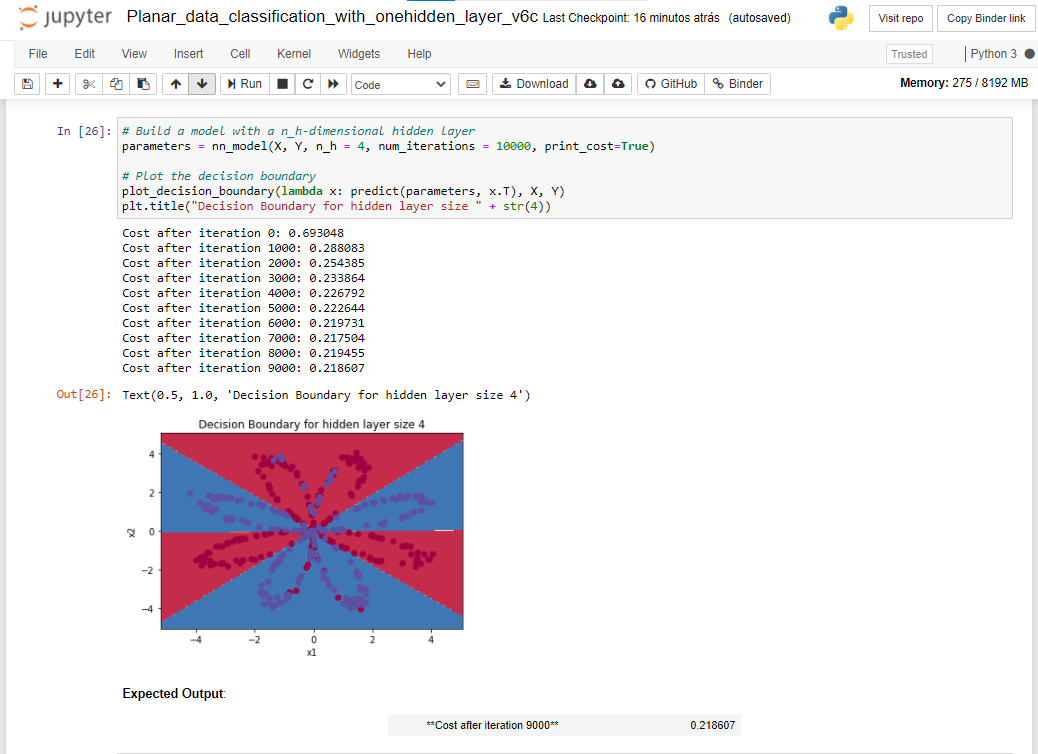 jupyter Planar_data_classification_with_onehidden_layer_v6c Last Checkpoint: 16 minutos atrás (autosaved) Visit repo Copy Binder link
File Edit View Insert Cell Kernel Widgets Help Trusted Python 3
Run Code Download GitHub Binder Memory: 275 / 8192 MB
In [26]: # Build a model with a n_h-dimensional hidden layer
parameters = nn_model(X, Y, n_h = 4, num_iterations = 10000, print_cost=True)
# Plot the decision boundary
plot_decision_boundary(lambda x: predict(parameters, x.T), X, Y)
plt.title("Decision Boundary for hidden layer size " + str(4))
Cost after iteration 0: 0.693048
Cost after iteration 1000: 0.288083
Cost after iteration 2000: 0.254385
Cost after iteration 3000: 0.233864
Cost after iteration 4000: 0.226792
Cost after iteration 5000: 0.222644
Cost after iteration 6000: 0.219731
Cost after iteration 7000: 0.217504
Cost after iteration 8000: 0.219455
Cost after iteration 9000: 0.218607
Out[26]: Text(0.5, 1.0, 'Decision Boundary for hidden layer size 4')
Decision Boundary for hidden layer size 4
4
2
x2
0
−2
−4
−4 −2 0 2 4
x1
Expected Output:
**Cost after iteration 9000** 0.218607